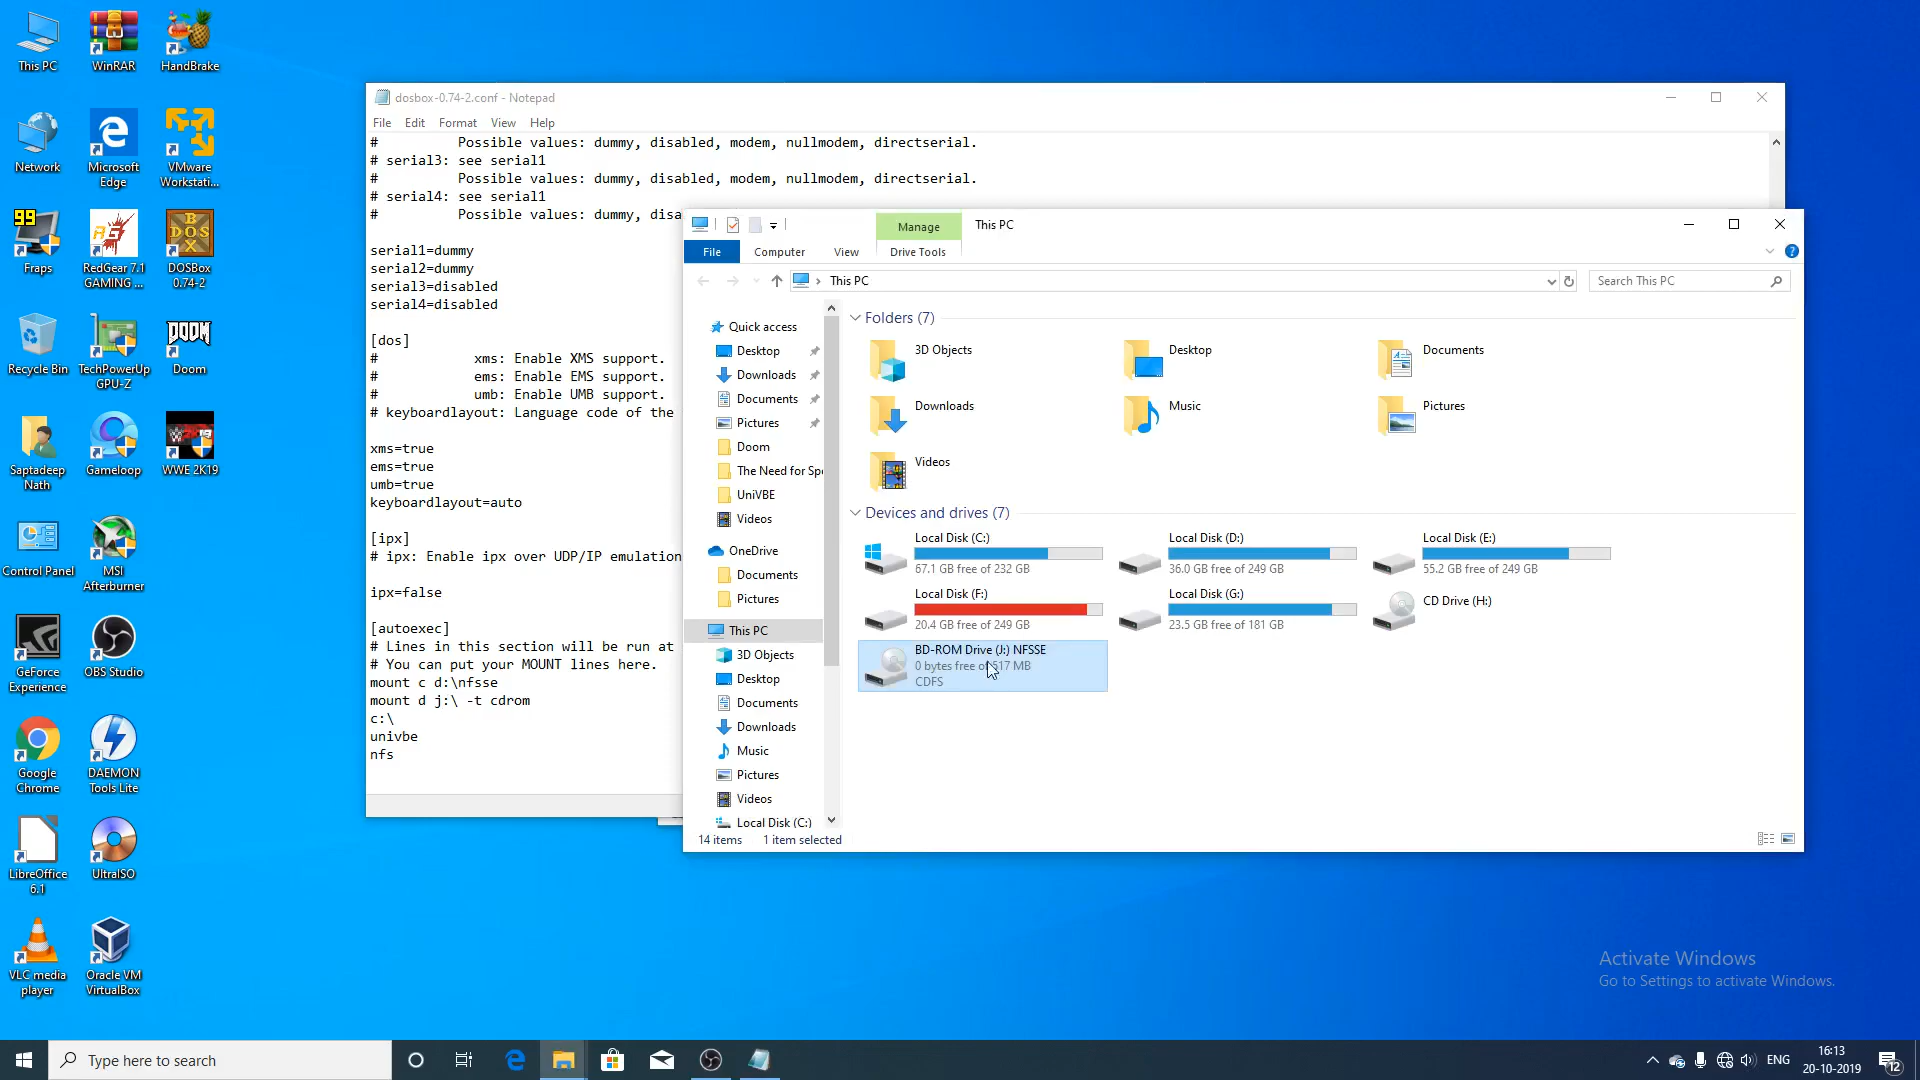 This PC
WinRAR
HandBrake
Network
Microsoft Edge
VMware Workstati...
99
Fraps
RedGear 7.1 GAMING ...
BOX
DOS
DOSBox 0.74-2
Recycle Bin
TechPowerUp GPU-Z
DOOM
Doom
Saptadeep Nath
Gameloop
WWE 2K19
Control Panel
MSI Afterburner
GeForce Experience
OBS Studio
Google Chrome
DAEMON Tools Lite
LibreOffice 6.1
UltraISO
VLC media player
Oracle VM VirtualBox
dosbox-0.74-2.conf - Notepad
File Edit Format View Help
# Possible values: dummy, disabled, modem, nullmodem, directserial.
# serial3: see serial1
# Possible values: dummy, disabled, modem, nullmodem, directserial.
# serial4: see serial1
# Possible values: dummy, disa
serial1=dummy
serial2=dummy
serial3=disabled
serial4=disabled
[dos]
# xms: Enable XMS support.
# ems: Enable EMS support.
# umb: Enable UMB support.
# keyboardlayout: Language code of the
xms=true
ems=true
umb=true
keyboardlayout=auto
[ipx]
# ipx: Enable ipx over UDP/IP emulation
ipx=false
[autoexec]
# Lines in this section will be run at
# You can put your MOUNT lines here.
mount c d:\nfsse
mount d j:\ -t cdrom
c:\
univbe
nfs
Manage This PC
File Computer View Drive Tools
This PC
Search This PC
Quick access
Desktop
Downloads
Documents
Pictures
Doom
The Need for Spe
UniVBE
Videos
OneDrive
Documents
Pictures
This PC
3D Objects
Desktop
Documents
Downloads
Music
Pictures
Videos
Local Disk (C:)
Folders (7)
3D Objects
Desktop
Documents
Downloads
Music
Pictures
Videos
Devices and drives (7)
Local Disk (C:)
67.1 GB free of 232 GB
Local Disk (D:)
36.0 GB free of 249 GB
Local Disk (E:)
55.2 GB free of 249 GB
Local Disk (F:)
20.4 GB free of 249 GB
Local Disk (G:)
23.5 GB free of 181 GB
CD Drive (H:)
BD-ROM Drive (J:) NFSSE
0 bytes free of 517 MB
CDFS
14 items 1 item selected
Activate Windows
Go to Settings to activate Windows.
Type here to search
ENG
16:13
20-10-2019
12